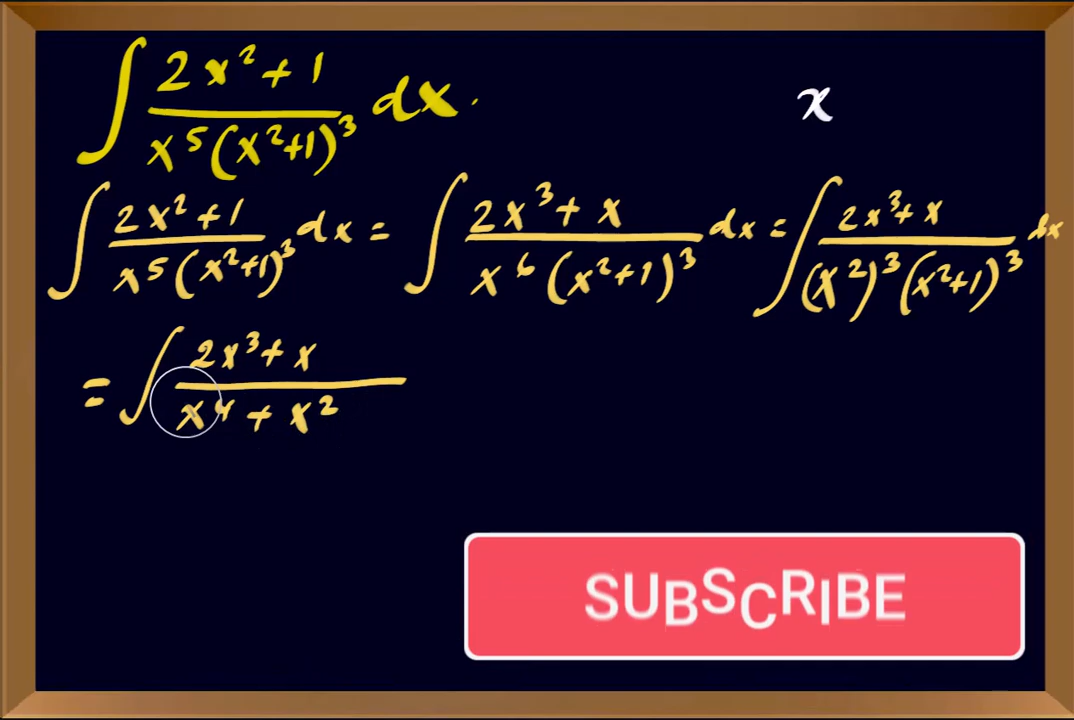 ∫ (2x² + 1)/(x⁵(x²+1)³) dx.
x
∫ (2x² + 1)/(x⁵(x²+1)³) dx = ∫ (2x³ + x)/(x⁶(x²+1)³) dx = ∫ (2x³ + x)/((x²)³(x²+1)³) dx
= ∫ (2x³ + x)/(x⁴ + x²)
SUBSCRIBE